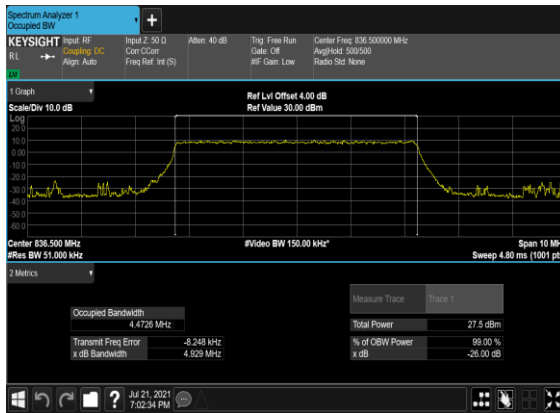 Spectrum Analyzer 1
Occupied BW
KEYSIGHT
RL
Input: RF
Coupling: DC
Align: Auto
Input Z: 50 Ω
Corr CCorr
Freq Ref: Int (S)
Atten: 40 dB
Trig: Free Run
Gate: Off
#IF Gain: Low
Center Freq: 836.500000 MHz
Avg|Hold: 500/500
Radio Std: None
1 Graph
Scale/Div 10.0 dB
Ref Lvl Offset 4.00 dB
Ref Value 30.00 dBm
Log
20.0
10.0
0.00
-10.0
-20.0
-30.0
-40.0
-50.0
-60.0
Center 836.500 MHz
#Res BW 51.000 kHz
#Video BW 150.00 kHz*
Span 10 MH
Sweep 4.80 ms (1001 pt
2 Metrics
Measure Trace Trace 1
Occupied Bandwidth
4.4726 MHz
Total Power 27.5 dBm
Transmit Freq Error -8.248 kHz
% of OBW Power 99.00 %
x dB Bandwidth 4.929 MHz
x dB -26.00 dB
Jul 21, 2021
7:02:34 PM